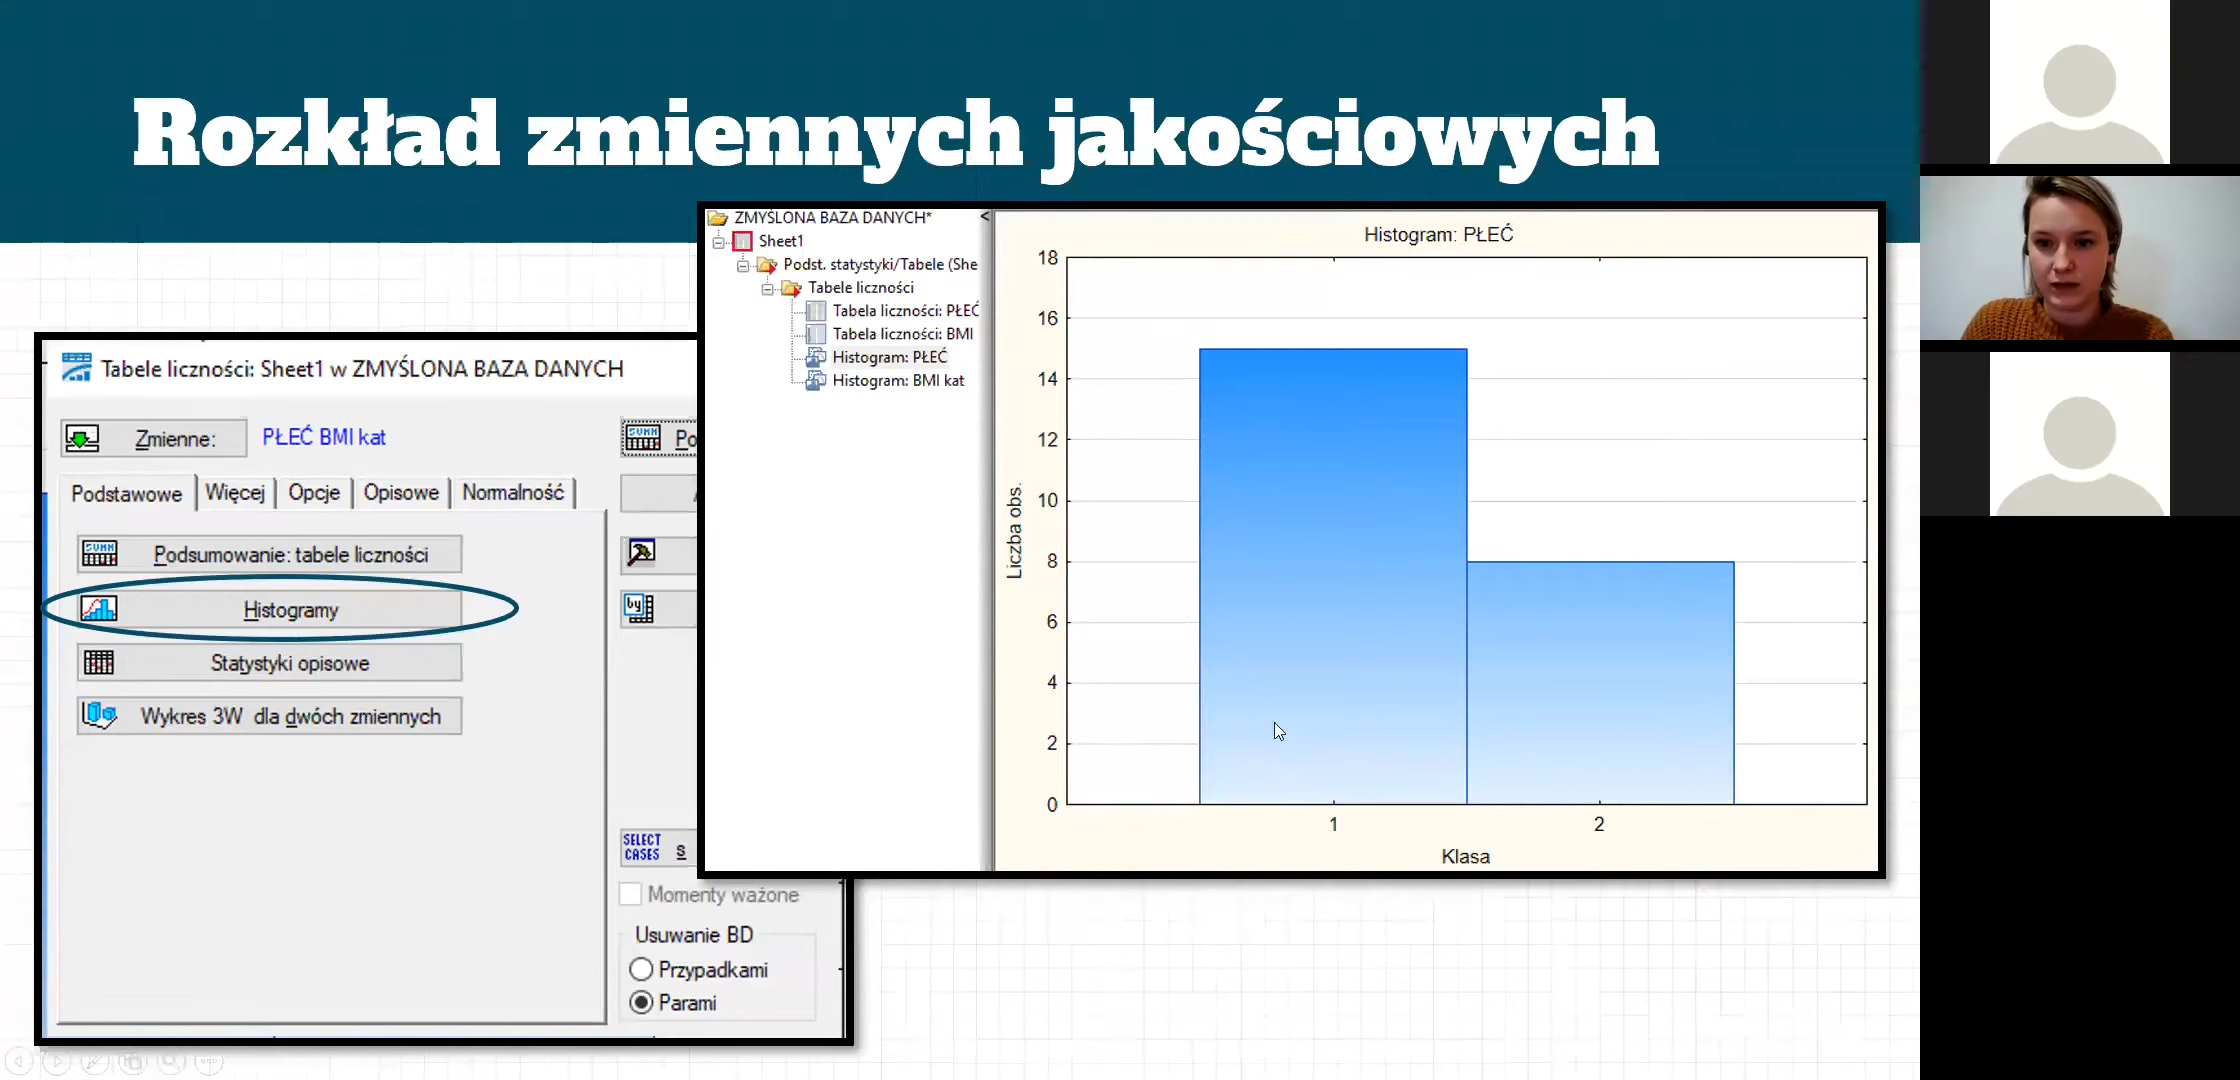 Rozkład zmiennych jakościowych
Tabele liczności: Sheet1 w ZMYŚLONA BAZA DANYCH
Zmienne:
PŁEĆ BMI kat
Podstawowe
Więcej
Opcje
Opisowe
Normalność
Podsumowanie: tabele liczności
Histogramy
Statystyki opisowe
Wykres 3W dla dwóch zmiennych
SUMM
Po
by
SELECT
CASES
s
Momenty ważone
Usuwanie BD
Przypadkami
Parami
ZMYŚLONA BAZA DANYCH*
Sheet1
Podst. statystyki/Tabele (She
Tabele liczności
Tabela liczności: PŁEĆ
Tabela liczności: BMI
Histogram: PŁEĆ
Histogram: BMI kat
<
Histogram: PŁEĆ
18
16
14
12
10
8
6
4
2
0
Liczba obs.
1
2
Klasa